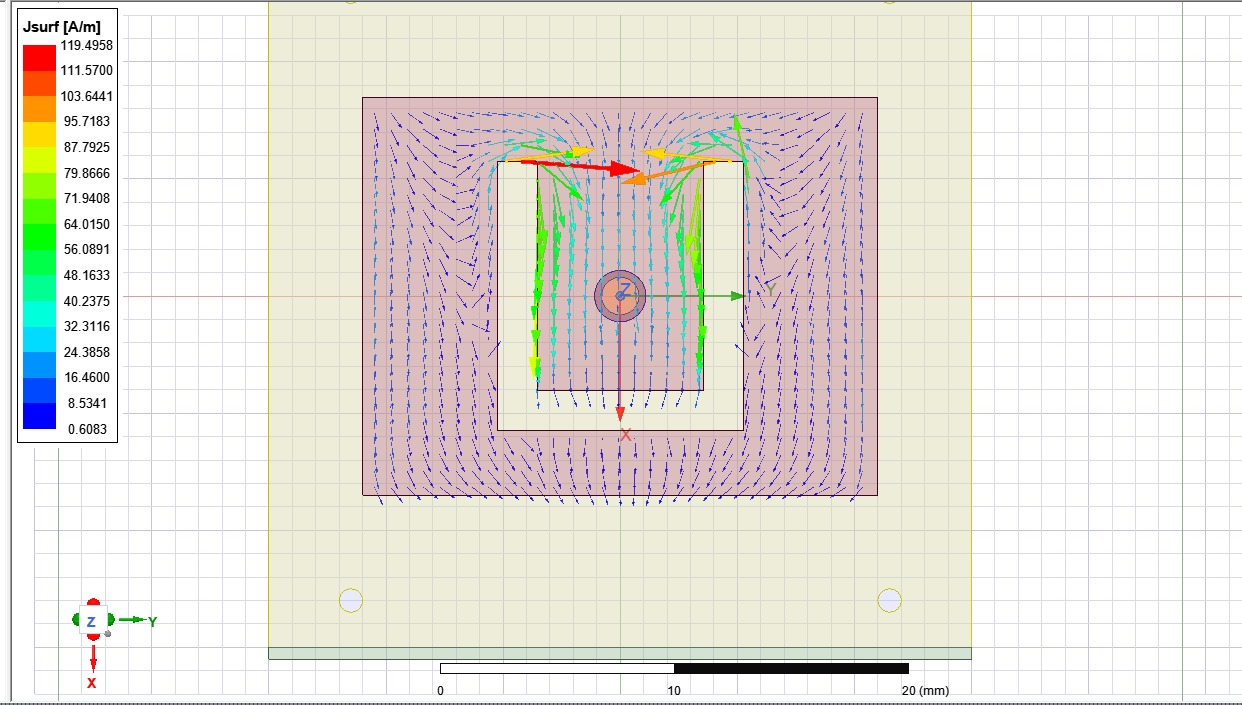 Jsurf [A/m]
119.4958
111.5700
103.6441
95.7183
87.7925
79.8666
71.9408
64.0150
56.0891
48.1633
40.2375
32.3116
24.3858
16.4600
8.5341
0.6083
Z
Y
X
Z
Y
X
0
10
20 (mm)